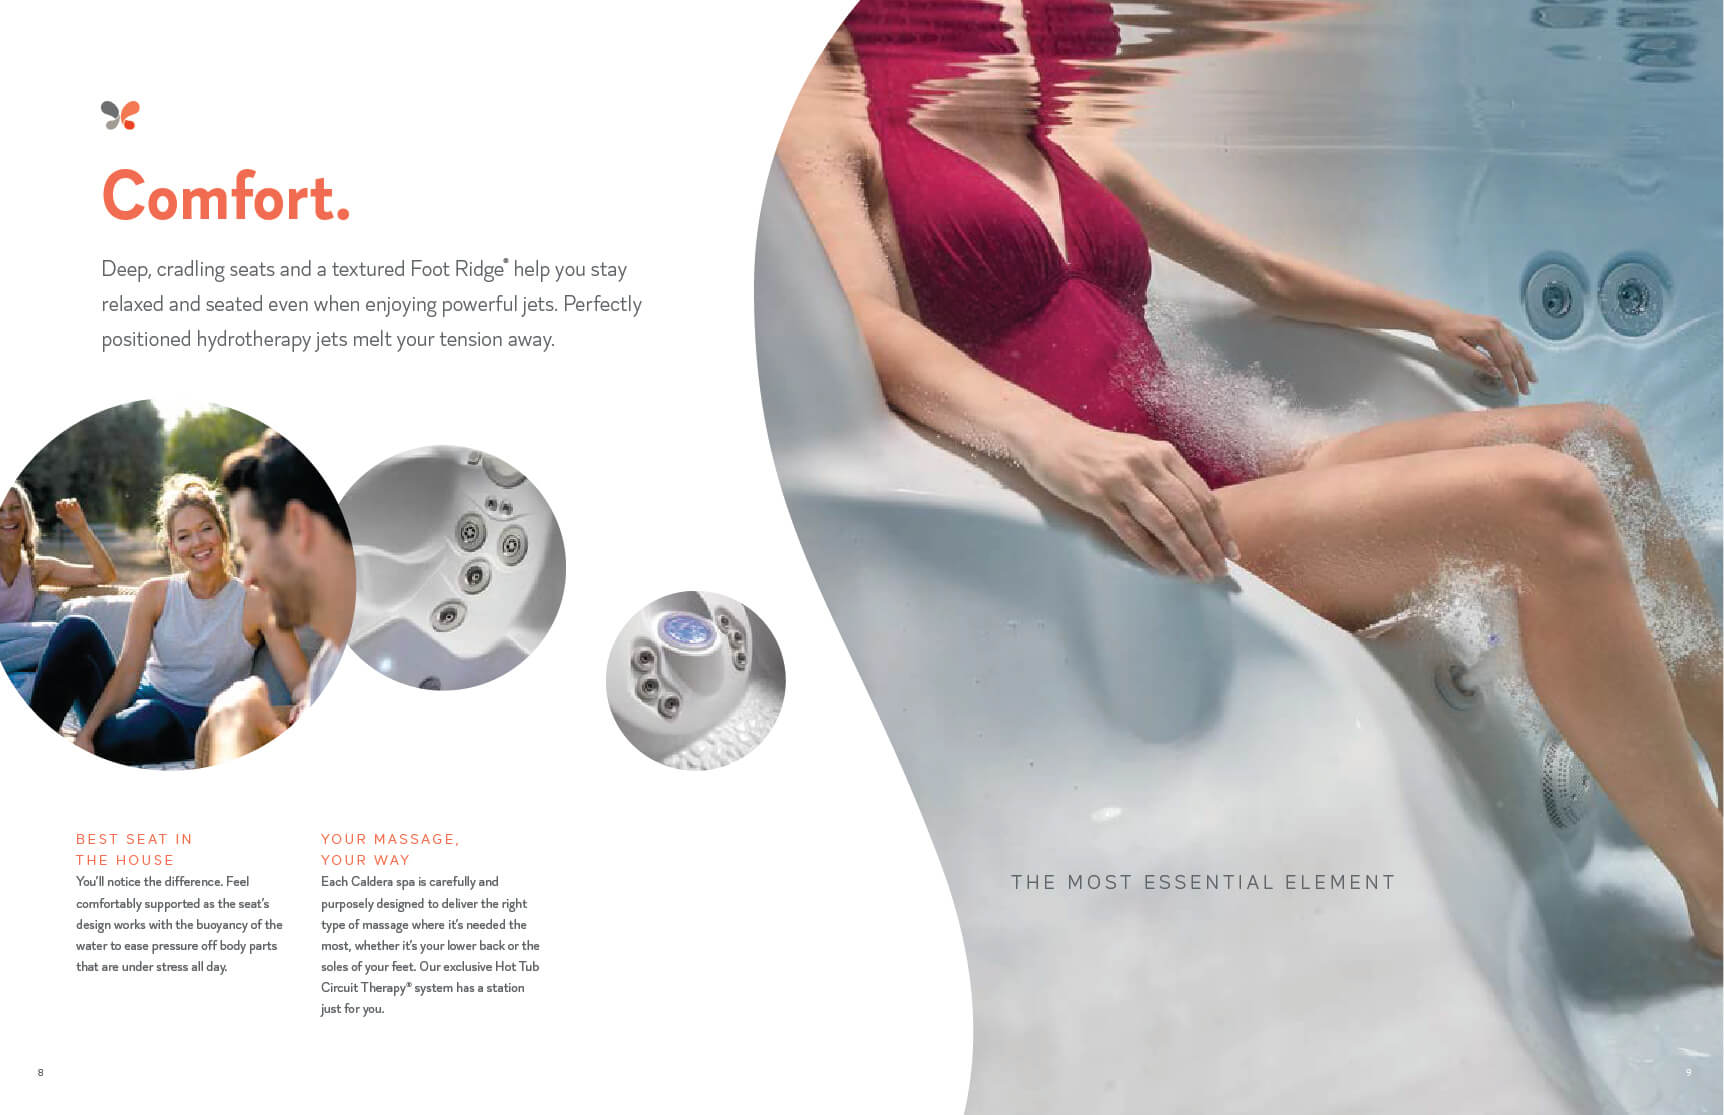 Comfort.
Deep, cradling seats and a textured Foot Ridge® help you stay
relaxed and seated even when enjoying powerful jets. Perfectly
positioned hydrotherapy jets melt your tension away.
BEST SEAT IN
THE HOUSE
You'll notice the difference. Feel
comfortably supported as the seat's
design works with the buoyancy of the
water to ease pressure off body parts
that are under stress all day.
YOUR MASSAGE,
YOUR WAY
Each Caldera spa is carefully and
purposely designed to deliver the right
type of massage where it's needed the
most, whether it's your lower back or the
soles of your feet. Our exclusive Hot Tub
Circuit Therapy® system has a station
just for you.
THE MOST ESSENTIAL ELEMENT
8
9